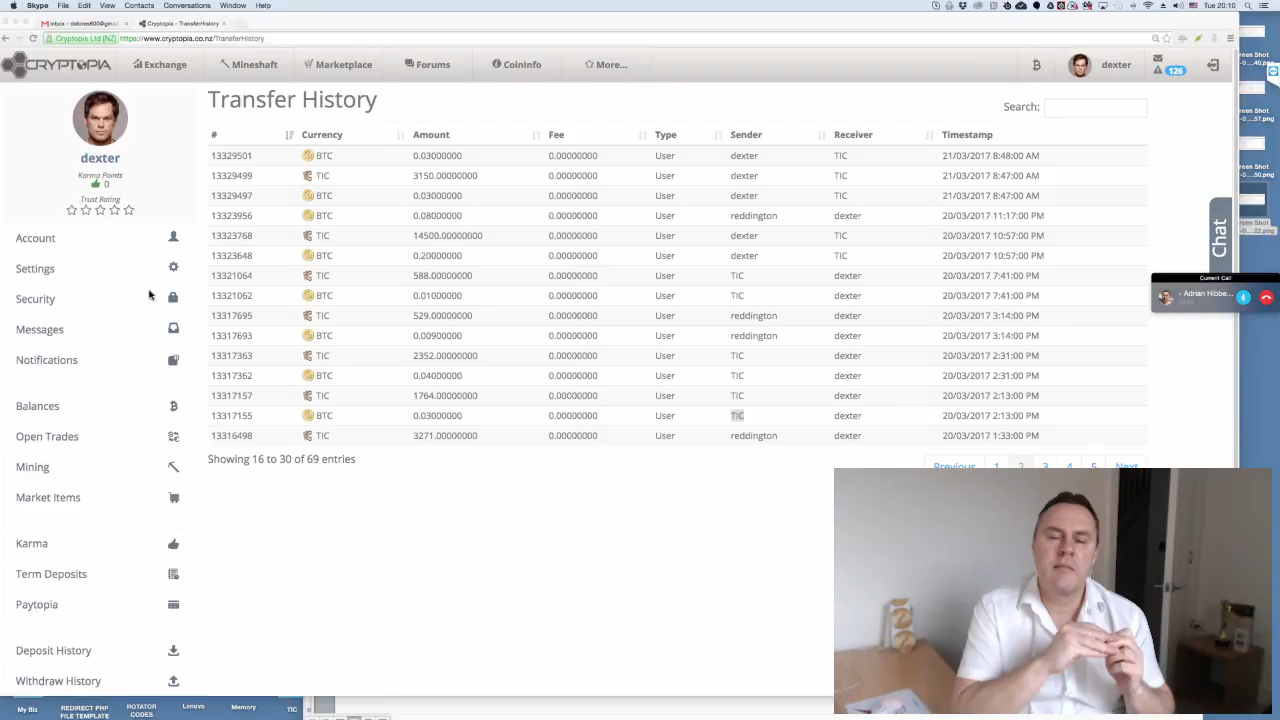 Skype File Edit View Contacts Conversations Window Help Tue 20:10
Cryptopia - TransferHistory
Cryptopia Ltd [NZ] https://www.cryptopia.co.nz/TransferHistory
CRYPTOPIA Exchange Mineshaft Marketplace Forums CoinInfo More... dexter 126
Transfer History
Search:
# Currency Amount Fee Type Sender Receiver Timestamp
13329501 BTC 0.03000000 0.00000000 User dexter TIC 21/03/2017 8:48:00 AM
13329499 TIC 3150.00000000 0.00000000 User dexter TIC 21/03/2017 8:47:00 AM
13329497 BTC 0.03000000 0.00000000 User dexter TIC 21/03/2017 8:47:00 AM
13323956 BTC 0.08000000 0.00000000 User reddington dexter 20/03/2017 11:17:00 PM
13323768 TIC 14500.00000000 0.00000000 User dexter TIC 20/03/2017 10:57:00 PM
13323648 BTC 0.20000000 0.00000000 User dexter TIC 20/03/2017 10:57:00 PM
13321064 TIC 588.00000000 0.00000000 User TIC dexter 20/03/2017 7:41:00 PM
13321062 BTC 0.01000000 0.00000000 User TIC dexter 20/03/2017 7:41:00 PM
13317695 TIC 529.00000000 0.00000000 User reddington dexter 20/03/2017 3:14:00 PM
13317693 BTC 0.00900000 0.00000000 User reddington dexter 20/03/2017 3:14:00 PM
13317363 TIC 2352.00000000 0.00000000 User TIC dexter 20/03/2017 2:31:00 PM
13317362 BTC 0.04000000 0.00000000 User TIC dexter 20/03/2017 2:31:00 PM
13317157 TIC 1764.00000000 0.00000000 User TIC dexter 20/03/2017 2:13:00 PM
13317155 BTC 0.03000000 0.00000000 User TIC dexter 20/03/2017 2:13:00 PM
13316498 TIC 3271.00000000 0.00000000 User reddington dexter 20/03/2017 1:33:00 PM
Showing 16 to 30 of 69 entries
Previous 1 2 3 4 5 Next
dexter
Karma Points
0
Trust Rating
Account
Settings
Security
Messages
Notifications
Balances
Open Trades
Mining
Market Items
Karma
Term Deposits
Paytopia
Deposit History
Withdraw History
Chat
Current Call
- Adrian Hibbe...
My Biz
REDIRECT PHP
FILE TEMPLATE
ROTATOR
CODES
Lenovo
Memory
TIC